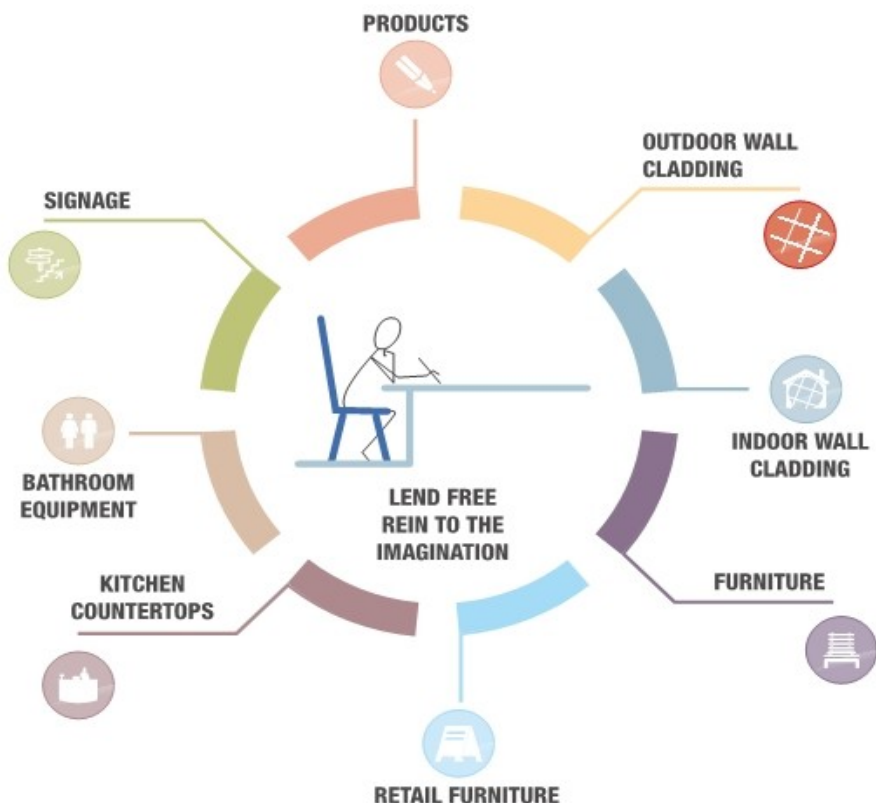 PRODUCTS
OUTDOOR WALL
CLADDING
SIGNAGE
INDOOR WALL
CLADDING
BATHROOM
EQUIPMENT
LEND FREE
REIN TO THE
IMAGINATION
KITCHEN
COUNTERTOPS
FURNITURE
RETAIL FURNITURE